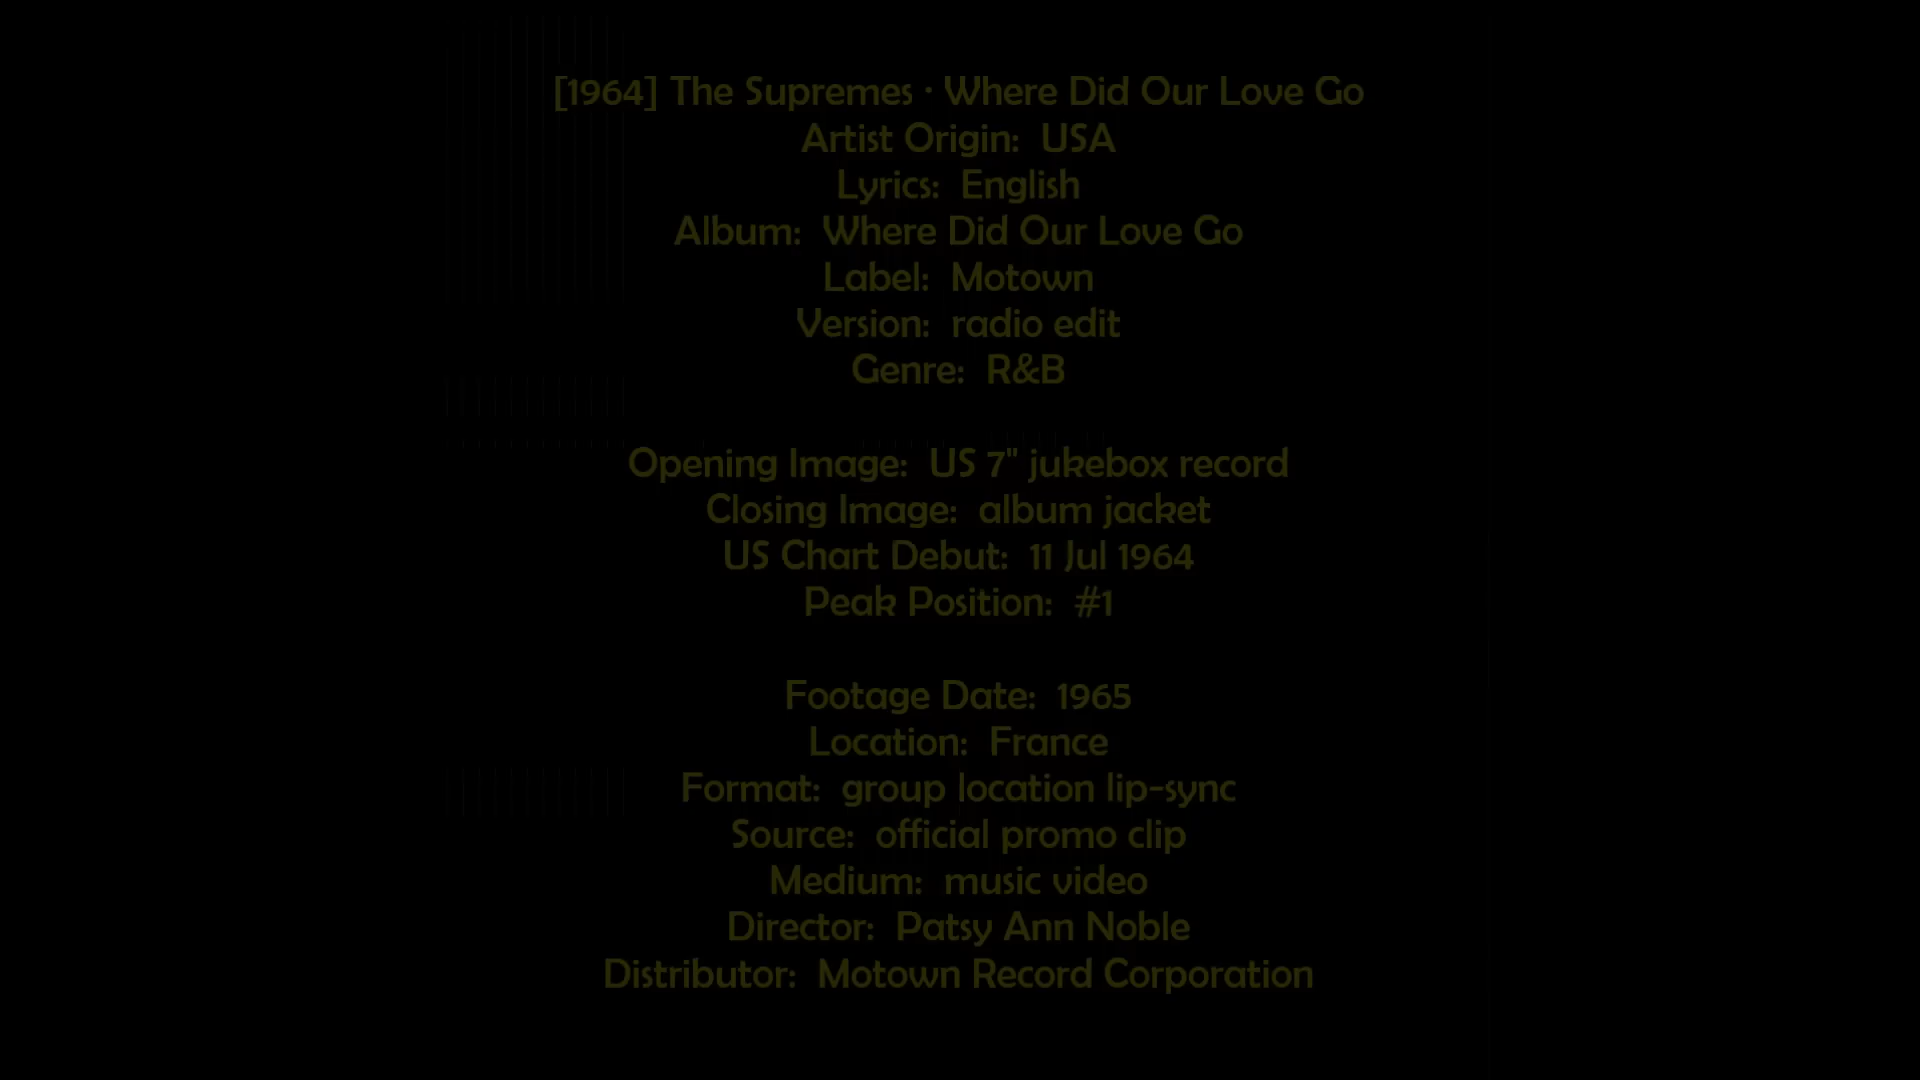 [1964] The Supremes · Where Did Our Love Go
Artist Origin: USA
Lyrics: English
Album: Where Did Our Love Go
Label: Motown
Version: radio edit
Genre: R&B
Opening Image: US 7" jukebox record
Closing Image: album jacket
US Chart Debut: 11 Jul 1964
Peak Position: #1
Footage Date: 1965
Location: France
Format: group location lip-sync
Source: official promo clip
Medium: music video
Director: Patsy Ann Noble
Distributor: Motown Record Corporation